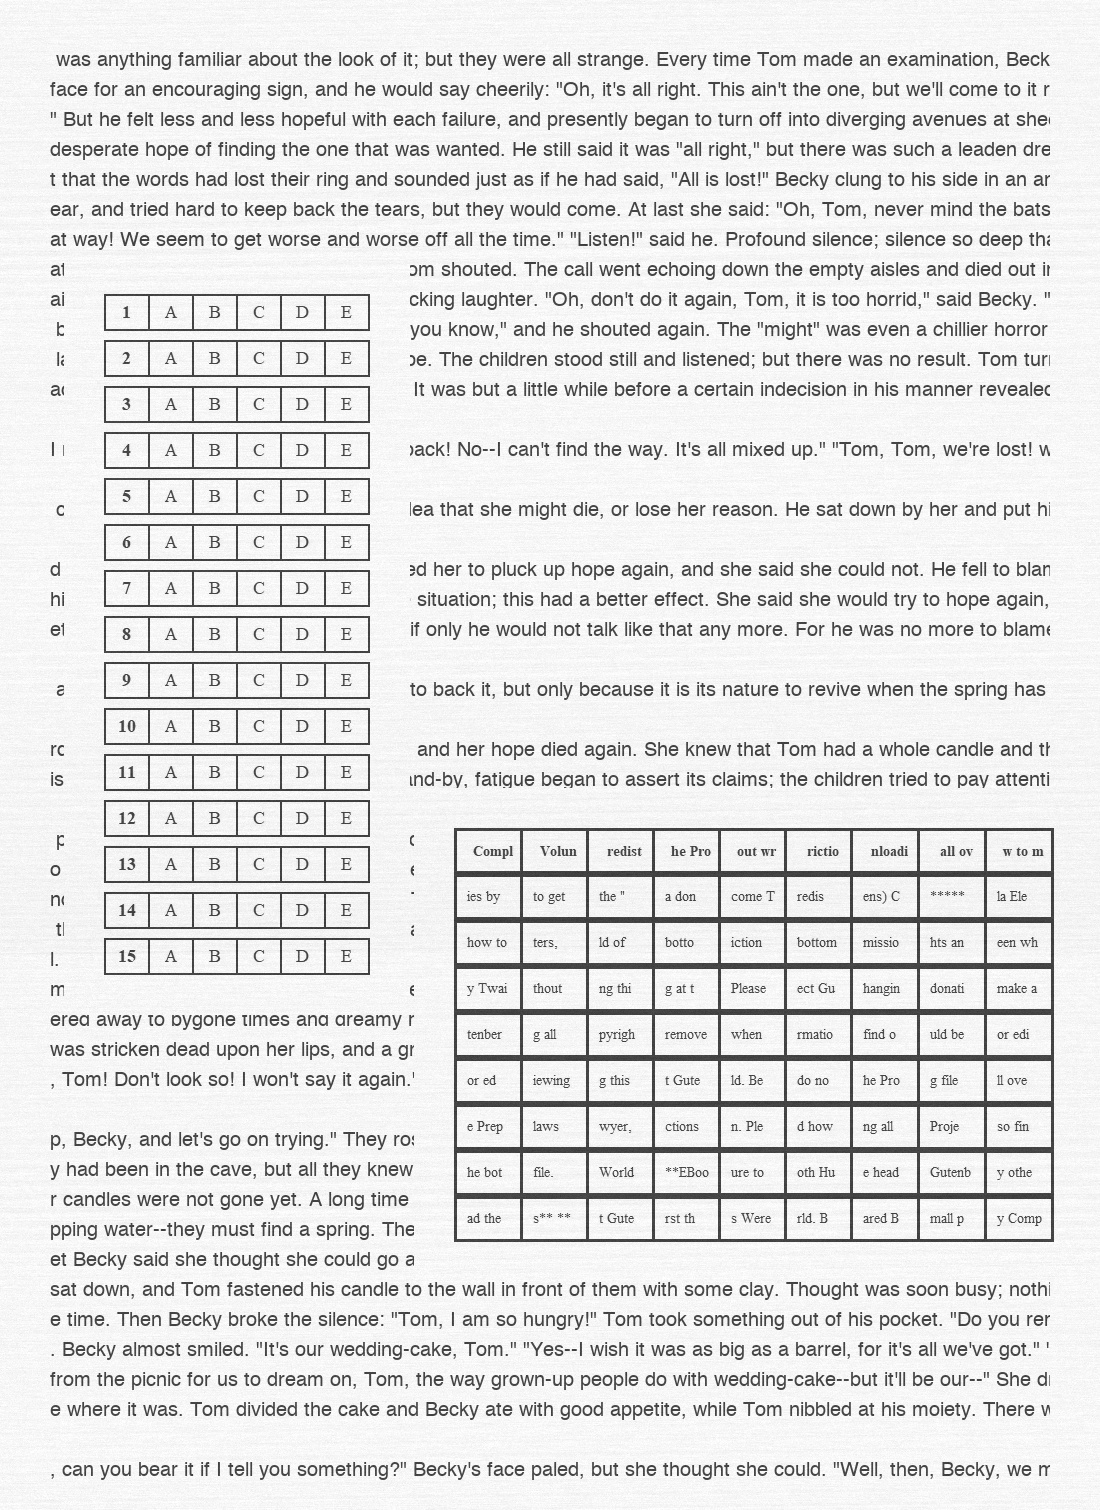 was anything familiar about the look of it; but they were all strange. Every time Tom made an examination, Beck
face for an encouraging sign, and he would say cheerily: "Oh, it's all right. This ain't the one, but we'll come to it r
" But he felt less and less hopeful with each failure, and presently began to turn off into diverging avenues at shee
desperate hope of finding the one that was wanted. He still said it was "all right," but there was such a leaden dre
t that the words had lost their ring and sounded just as if he had said, "All is lost!" Becky clung to his side in an an
ear, and tried hard to keep back the tears, but they would come. At last she said: "Oh, Tom, never mind the bats
at way! We seem to get worse and worse off all the time." "Listen!" said he. Profound silence; silence so deep tha
at om shouted. The call went echoing down the empty aisles and died out in
ai cking laughter. "Oh, don't do it again, Tom, it is too horrid," said Becky. "
b you know," and he shouted again. The "might" was even a chillier horror
la pe. The children stood still and listened; but there was no result. Tom turn
ac It was but a little while before a certain indecision in his manner revealed
I back! No--I can't find the way. It's all mixed up." "Tom, Tom, we're lost! w
c dea that she might die, or lose her reason. He sat down by her and put hi
d ed her to pluck up hope again, and she said she could not. He fell to blam
hi situation; this had a better effect. She said she would try to hope again,
et if only he would not talk like that any more. For he was no more to blame
a to back it, but only because it is its nature to revive when the spring has
ro and her hope died again. She knew that Tom had a whole candle and th
is and-by, fatigue began to assert its claims; the children tried to pay attenti
p
o
no
th
l.
m
1 A B C D E
2 A B C D E
3 A B C D E
4 A B C D E
5 A B C D E
6 A B C D E
7 A B C D E
8 A B C D E
9 A B C D E
10 A B C D E
11 A B C D E
12 A B C D E
13 A B C D E
14 A B C D E
15 A B C D E
Compl Volun redist he Pro out wr rictio nloadi all ov w to m
ies by to get the " a don come T redis ens) C ***** la Ele
how to ters, ld of botto iction bottom missio hts an een wh
y Twai thout ng thi g at t Please ect Gu hangin donati make a
tenber g all pyrigh remove when rmatio find o uld be or edi
or ed iewing g this t Gute ld. Be do no he Pro g file ll ove
e Prep laws wyer, ctions n. Ple d how ng all Proje so fin
he bot file. World **EBoo ure to oth Hu e head Gutenb y othe
ad the s** ** t Gute rst th s Were rld. B ared B mall p y Comp
ered away to bygone times and dreamy r
was stricken dead upon her lips, and a gr
, Tom! Don't look so! I won't say it again."
p, Becky, and let's go on trying." They ros
y had been in the cave, but all they knew
r candles were not gone yet. A long time
pping water--they must find a spring. The
et Becky said she thought she could go a
sat down, and Tom fastened his candle to the wall in front of them with some clay. Thought was soon busy; nothi
e time. Then Becky broke the silence: "Tom, I am so hungry!" Tom took something out of his pocket. "Do you rem
. Becky almost smiled. "It's our wedding-cake, Tom." "Yes--I wish it was as big as a barrel, for it's all we've got." "
from the picnic for us to dream on, Tom, the way grown-up people do with wedding-cake--but it'll be our--" She dr
e where it was. Tom divided the cake and Becky ate with good appetite, while Tom nibbled at his moiety. There w
, can you bear it if I tell you something?" Becky's face paled, but she thought she could. "Well, then, Becky, we m